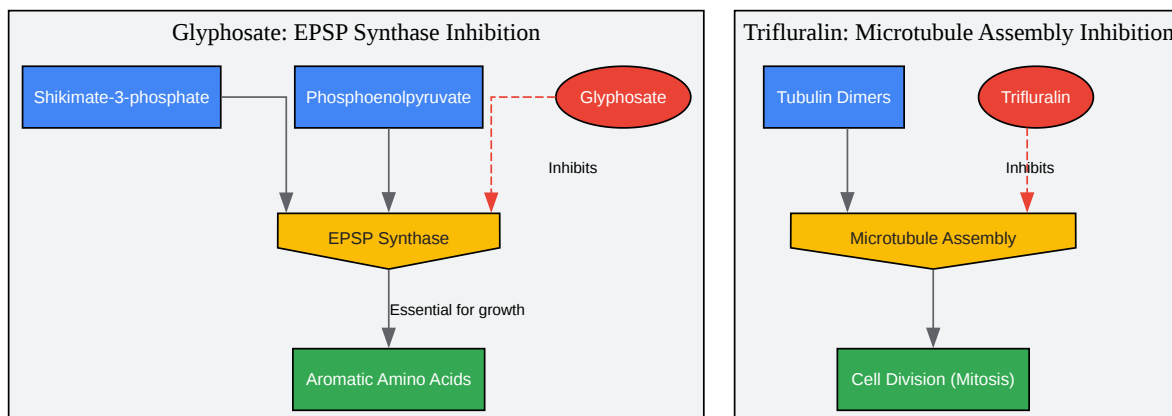 Glyphosate: EPSP Synthase Inhibition
Shikimate-3-phosphate
Phosphoenolpyruvate
Glyphosate
Inhibits
EPSP Synthase
Essential for growth
Aromatic Amino Acids
Trifluralin: Microtubule Assembly Inhibition
Tubulin Dimers
Trifluralin
Inhibits
Microtubule Assembly
Cell Division (Mitosis)